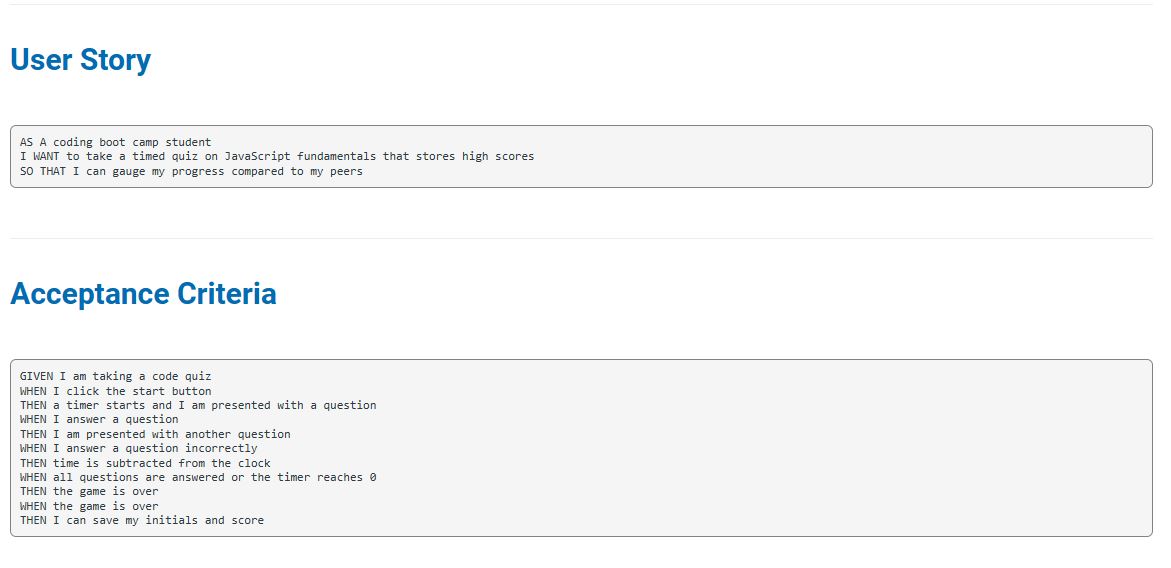 User Story
AS A coding boot camp student
I WANT to take a timed quiz on JavaScript fundamentals that stores high scores
SO THAT I can gauge my progress compared to my peers
Acceptance Criteria
GIVEN I am taking a code quiz
WHEN I click the start button
THEN a timer starts and I am presented with a question
WHEN I answer a question
THEN I am presented with another question
WHEN I answer a question incorrectly
THEN time is subtracted from the clock
WHEN all questions are answered or the timer reaches 0
THEN the game is over
WHEN the game is over
THEN I can save my initials and score